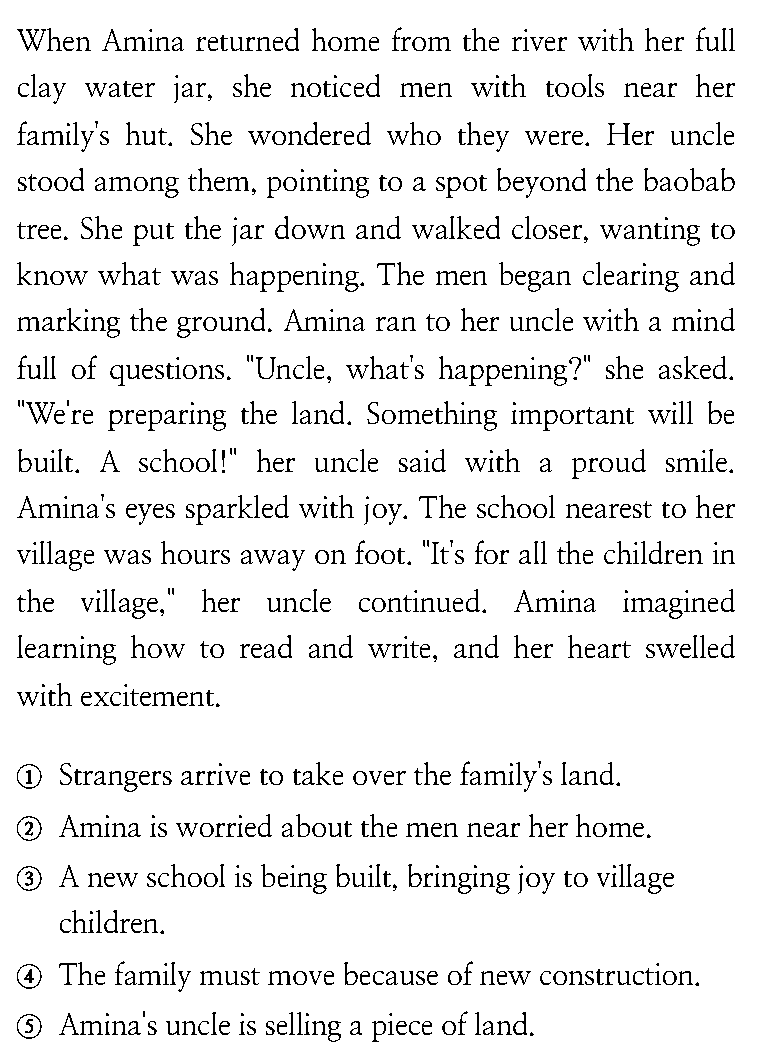 When Amina returned home from the river with her full
clay water jar, she noticed men with tools near her
family's hut. She wondered who they were. Her uncle
stood among them, pointing to a spot beyond the baobab
tree. She put the jar down and walked closer, wanting to
know what was happening. The men began clearing and
marking the ground. Amina ran to her uncle with a mind
full of questions. "Uncle, what's happening?" she asked.
"We're preparing the land. Something important will be
built. A school!" her uncle said with a proud smile.
Amina's eyes sparkled with joy. The school nearest to her
village was hours away on foot. "It's for all the children in
the village," her uncle continued. Amina imagined
learning how to read and write, and her heart swelled
with excitement.
① Strangers arrive to take over the family's land.
② Amina is worried about the men near her home.
③ A new school is being built, bringing joy to village
children.
④ The family must move because of new construction.
⑤ Amina's uncle is selling a piece of land.